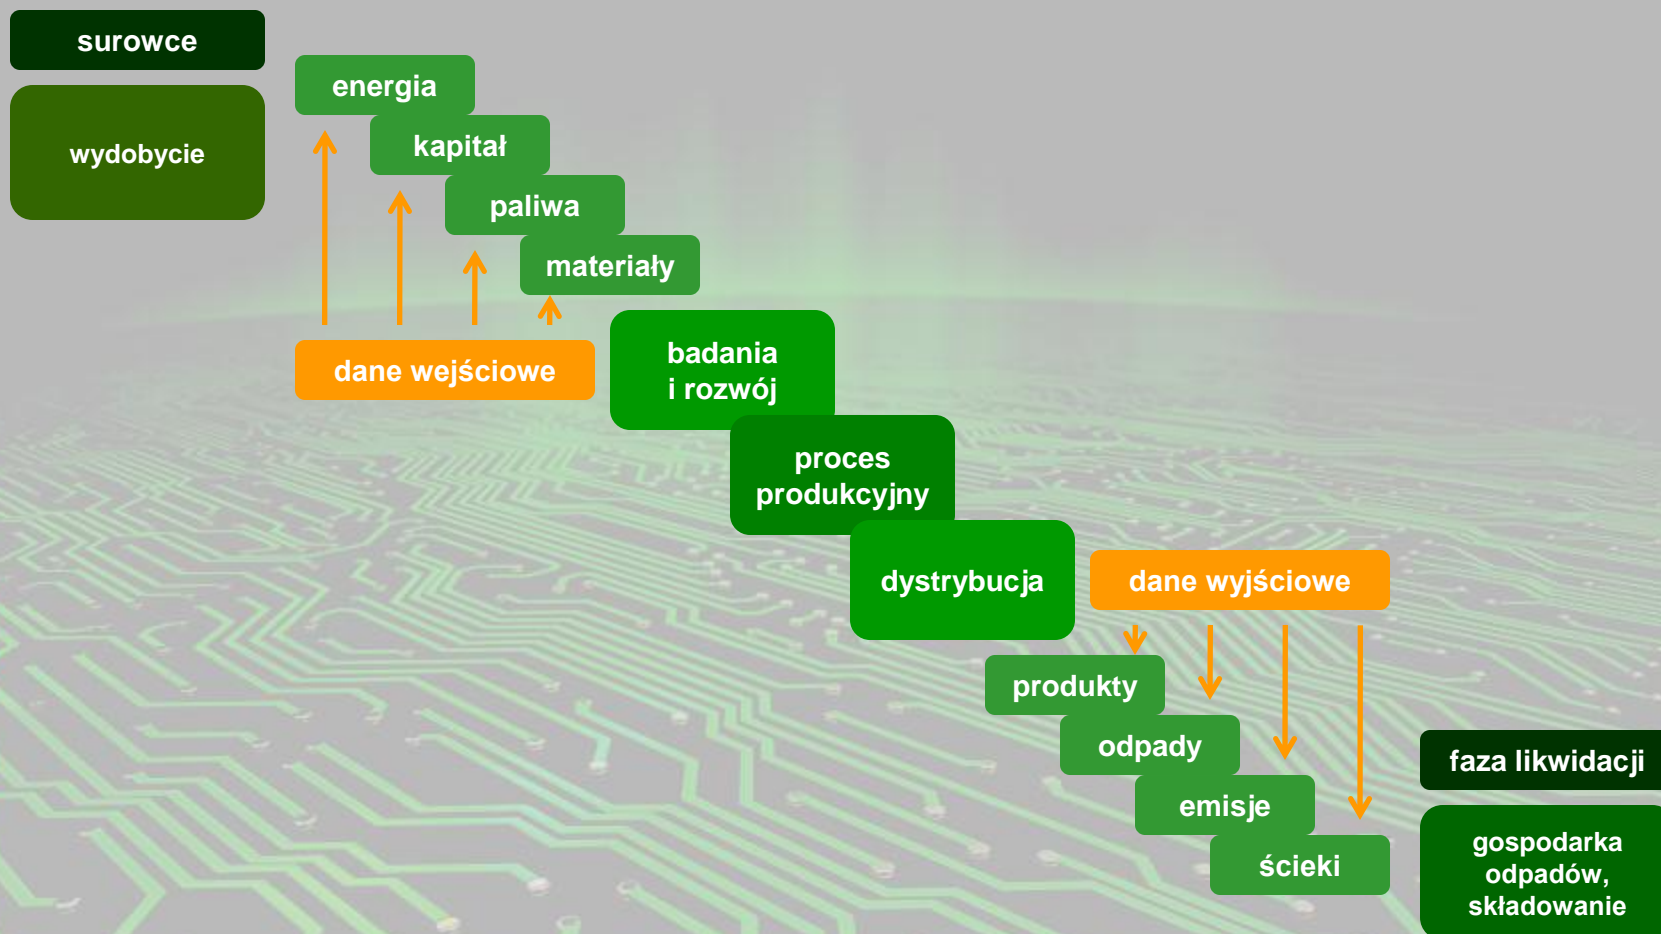 surowce
wydobycie
energia
kapitał
paliwa
materiały
dane wejściowe
badania
i rozwój
proces
produkcyjny
dystrybucja
dane wyjściowe
produkty
odpady
emisje
ścieki
faza likwidacji
gospodarka
odpadów,
składowanie